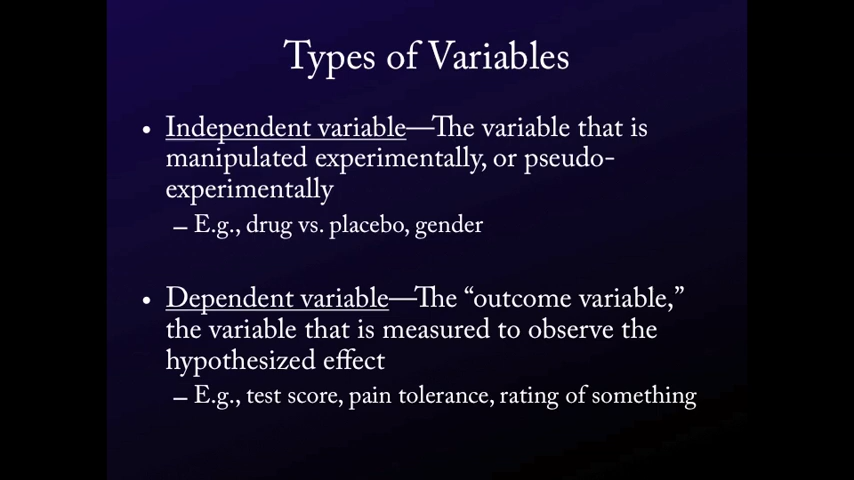 Types of Variables
• Independent variable—The variable that is
manipulated experimentally, or pseudo-
experimentally
– E.g., drug vs. placebo, gender
• Dependent variable—The “outcome variable,”
the variable that is measured to observe the
hypothesized effect
– E.g., test score, pain tolerance, rating of something